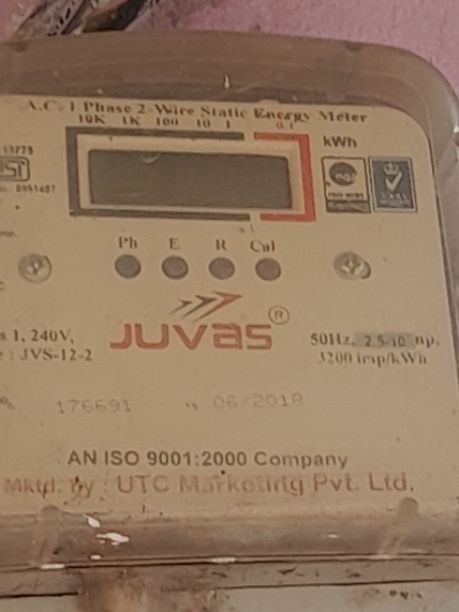 A.C. 1 Phase 2-Wire Static Energy Meter
10K 1K 100 10 1 0.1
13779
kWh
ISI
Ph E R Cal
JUVAS ®
s 1, 240V,
50Hz, 2.5-10
: JVS-12-2
3200 imp/kWh
176691 06/2018
AN ISO 9001:2000 Company
Mktd. by : UTC Marketing Pvt. Ltd.